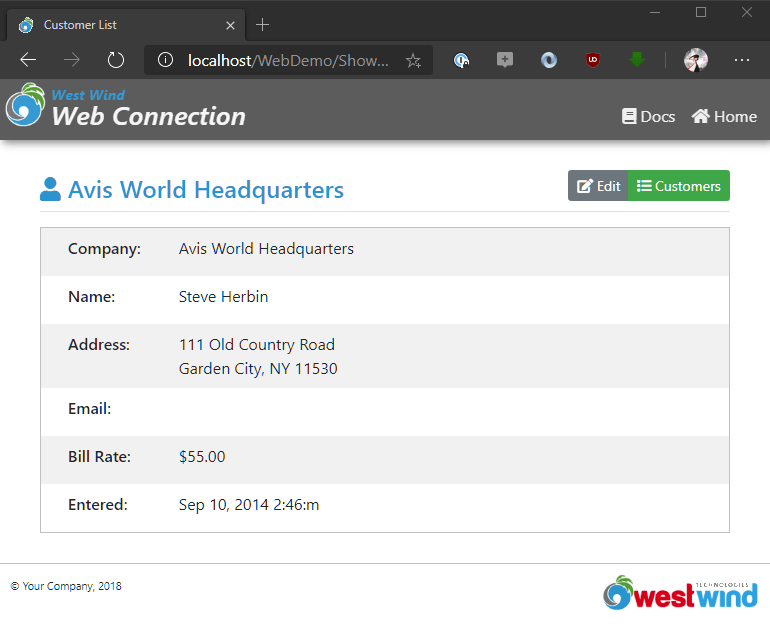 Customer List
localhost/WebDemo/Show...
West Wind
Web Connection
Docs
Home
Avis World Headquarters
Edit
Customers
Company: Avis World Headquarters
Name: Steve Herbin
Address: 111 Old Country Road
Garden City, NY 11530
Email:
Bill Rate: $55.00
Entered: Sep 10, 2014 2:46:m
© Your Company, 2018
TECHNOLOGIES
westwind